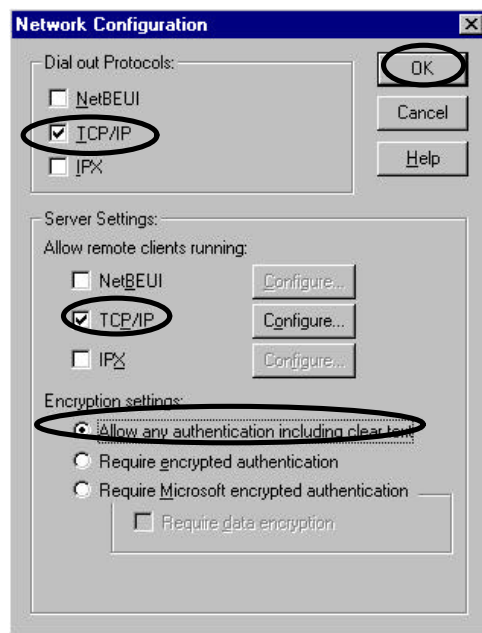 Network Configuration
Dial out Protocols:
OK
NetBEUI
Cancel
TCP/IP
Help
IPX
Server Settings:
Allow remote clients running:
NetBEUI
Configure...
TCP/IP
Configure...
IPX
Configure...
Encryption settings:
Allow any authentication including clear text
Require encrypted authentication
Require Microsoft encrypted authentication
Require data encryption